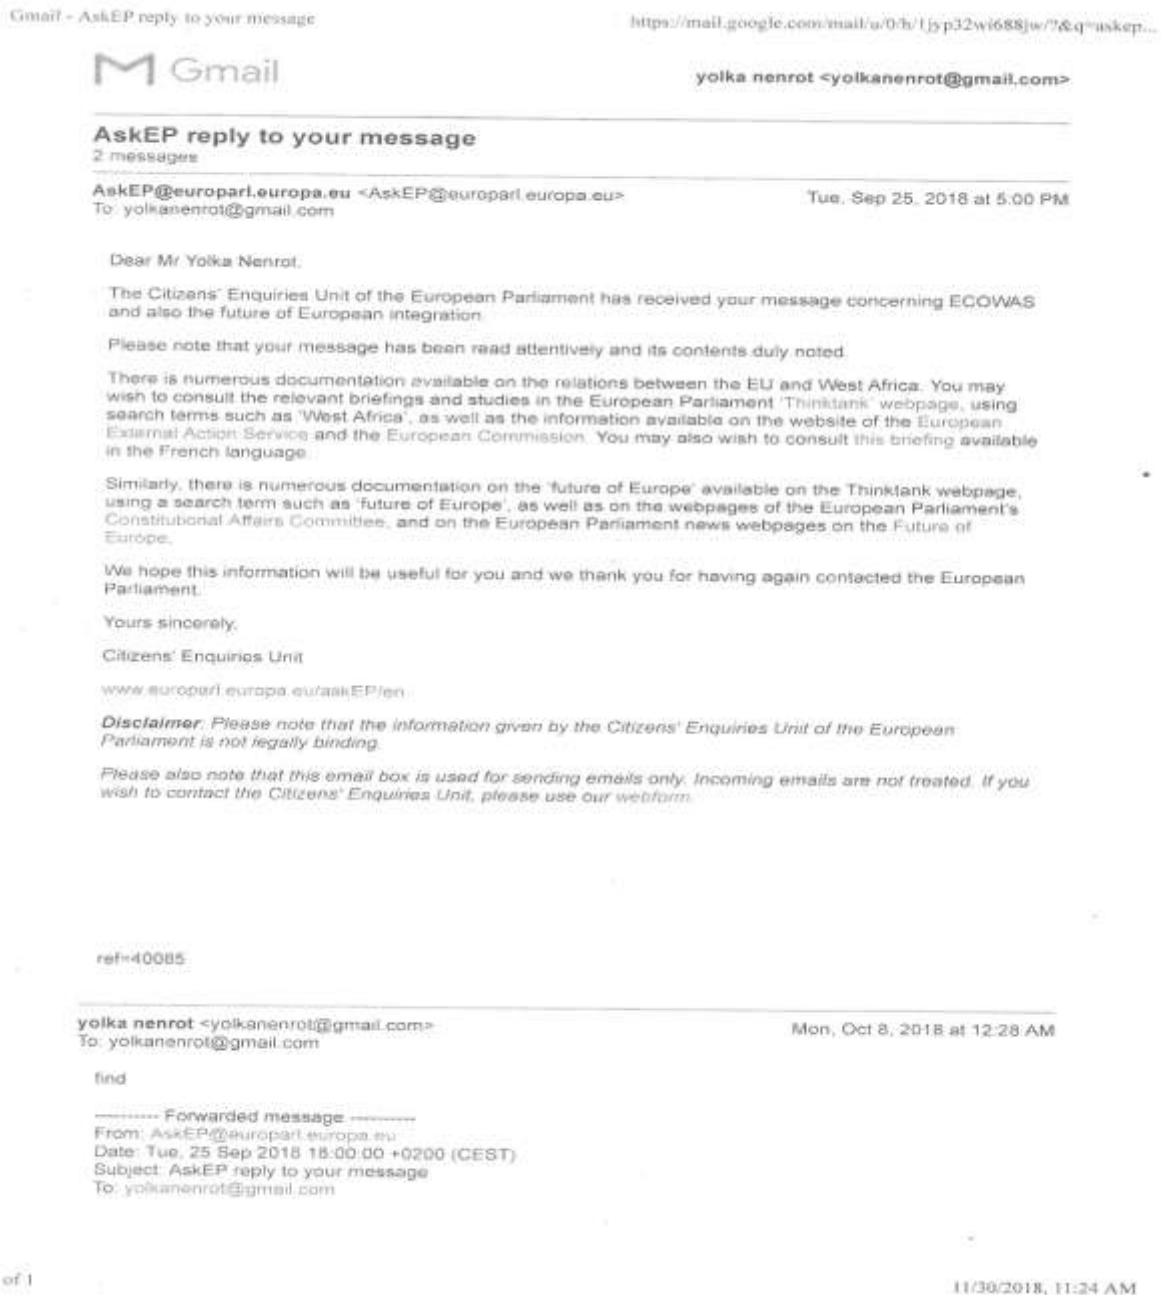 Gmail - AskEP reply to your message
https://mail.google.com/mail/u/0/h/1jyp32wi688jw/?&q=askep...
Gmail
yolka nenrot <yolkanenrot@gmail.com>
AskEP reply to your message
2 messages
AskEP@europarl.europa.eu <AskEP@europarl.europa.eu>
Tue, Sep 25, 2018 at 5:00 PM
To: yolkanenrot@gmail.com
Dear Mr Yolka Nenrot,
The Citizens' Enquiries Unit of the European Parliament has received your message concerning ECOWAS
and also the future of European integration.
Please note that your message has been read attentively and its contents duly noted.
There is numerous documentation available on the relations between the EU and West Africa. You may
wish to consult the relevant briefings and studies in the European Parliament 'Thinktank' webpage, using
search terms such as 'West Africa', as well as the information available on the website of the European
External Action Service and the European Commission. You may also wish to consult this briefing available
in the French language.
Similarly, there is numerous documentation on the 'future of Europe' available on the Thinktank webpage,
using a search term such as 'future of Europe', as well as on the webpages of the European Parliament's
Constitutional Affairs Committee, and on the European Parliament news webpages on the Future of
Europe.
We hope this information will be useful for you and we thank you for having again contacted the European
Parliament.
Yours sincerely,
Citizens' Enquiries Unit
www.europarl.europa.eu/askEP/en
Disclaimer: Please note that the information given by the Citizens' Enquiries Unit of the European
Parliament is not legally binding.
Please also note that this email box is used for sending emails only. Incoming emails are not treated. If you
wish to contact the Citizens' Enquiries Unit, please use our webform.
ref=40085
yolka nenrot <yolkanenrot@gmail.com>
Mon, Oct 8, 2018 at 12:28 AM
To: yolkanenrot@gmail.com
find
---------- Forwarded message ----------
From: AskEP@europarl.europa.eu
Date: Tue, 25 Sep 2018 18:00:00 +0200 (CEST)
Subject: AskEP reply to your message
To: yolkanenrot@gmail.com
of 1
11/30/2018, 11:24 AM